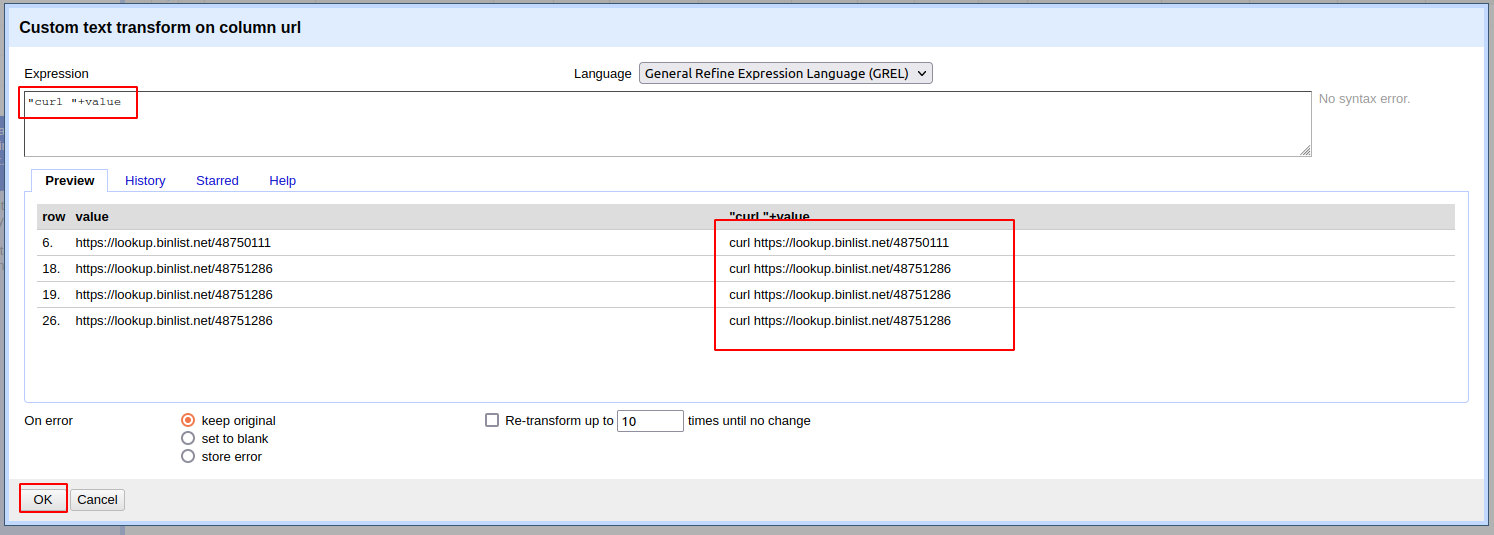 Custom text transform on column url
Expression
Language General Refine Expression Language (GREL)
"curl "+value
No syntax error.
Preview History Starred Help
row value "curl "+value
6. https://lookup.binlist.net/48750111 curl https://lookup.binlist.net/48750111
18. https://lookup.binlist.net/48751286 curl https://lookup.binlist.net/48751286
19. https://lookup.binlist.net/48751286 curl https://lookup.binlist.net/48751286
26. https://lookup.binlist.net/48751286 curl https://lookup.binlist.net/48751286
On error keep original Re-transform up to 10 times until no change
set to blank
store error
OK Cancel